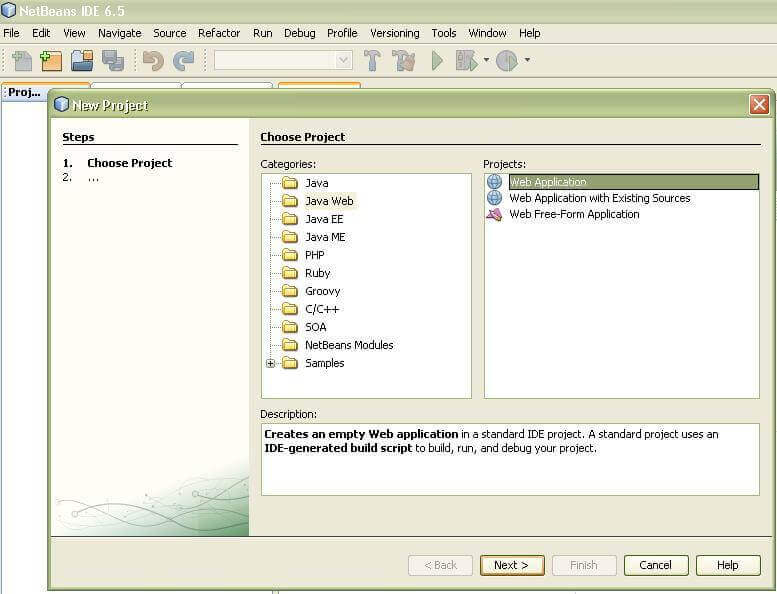 NetBeans IDE 6.5
File Edit View Navigate Source Refactor Run Debug Profile Versioning Tools Window Help
Proj...
New Project
Steps
1. Choose Project
2. ...
Choose Project
Categories:
Java
Java Web
Java EE
Java ME
PHP
Ruby
Groovy
C/C++
SOA
NetBeans Modules
Samples
Projects:
Web Application
Web Application with Existing Sources
Web Free-Form Application
Description:
Creates an empty Web application in a standard IDE project. A standard project uses an
IDE-generated build script to build, run, and debug your project.
< Back Next > Finish Cancel Help